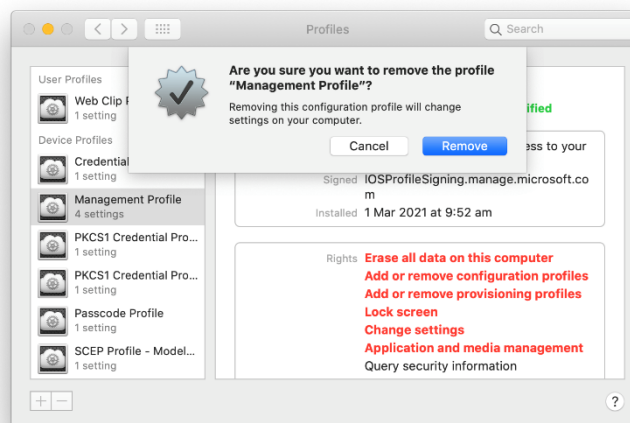 Profiles
Search
Are you sure you want to remove the profile
“Management Profile”?
Removing this configuration profile will change
settings on your computer.
Cancel
Remove
User Profiles
Web Clip
1 setting
Device Profiles
Credential
1 setting
Management Profile
4 settings
PKCS1 Credential Pro...
1 setting
PKCS1 Credential Pro...
1 setting
Passcode Profile
1 setting
SCEP Profile - Model...
1 setting
ified
ess to your
Signed IOSProfileSigning.manage.microsoft.co
m
Installed 1 Mar 2021 at 9:52 am
Rights Erase all data on this computer
Add or remove configuration profiles
Add or remove provisioning profiles
Lock screen
Change settings
Application and media management
Query security information
+ −
?